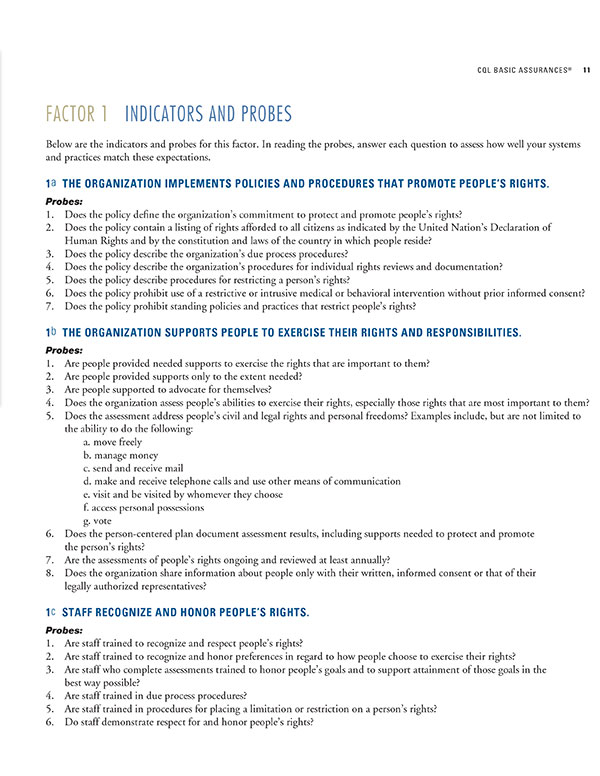 CQL BASIC ASSURANCES® 11
FACTOR 1 INDICATORS AND PROBES
Below are the indicators and probes for this factor. In reading the probes, answer each question to assess how well your systems
and practices match these expectations.
1a THE ORGANIZATION IMPLEMENTS POLICIES AND PROCEDURES THAT PROMOTE PEOPLE'S RIGHTS.
Probes:
1. Does the policy define the organization's commitment to protect and promote people's rights?
2. Does the policy contain a listing of rights afforded to all citizens as indicated by the United Nation's Declaration of
Human Rights and by the constitution and laws of the country in which people reside?
3. Does the policy describe the organization's due process procedures?
4. Does the policy describe the organization's procedures for individual rights reviews and documentation?
5. Does the policy describe procedures for restricting a person's rights?
6. Does the policy prohibit use of a restrictive or intrusive medical or behavioral intervention without prior informed consent?
7. Does the policy prohibit standing policies and practices that restrict people's rights?
1b THE ORGANIZATION SUPPORTS PEOPLE TO EXERCISE THEIR RIGHTS AND RESPONSIBILITIES.
Probes:
1. Are people provided needed supports to exercise the rights that are important to them?
2. Are people provided supports only to the extent needed?
3. Are people supported to advocate for themselves?
4. Does the organization assess people's abilities to exercise their rights, especially those rights that are most important to them?
5. Does the assessment address people's civil and legal rights and personal freedoms? Examples include, but are not limited to
the ability to do the following:
a. move freely
b. manage money
c. send and receive mail
d. make and receive telephone calls and use other means of communication
e. visit and be visited by whomever they choose
f. access personal possessions
g. vote
6. Does the person-centered plan document assessment results, including supports needed to protect and promote
the person's rights?
7. Are the assessments of people's rights ongoing and reviewed at least annually?
8. Does the organization share information about people only with their written, informed consent or that of their
legally authorized representatives?
1c STAFF RECOGNIZE AND HONOR PEOPLE'S RIGHTS.
Probes:
1. Are staff trained to recognize and respect people's rights?
2. Are staff trained to recognize and honor preferences in regard to how people choose to exercise their rights?
3. Are staff who complete assessments trained to honor people's goals and to support attainment of those goals in the
best way possible?
4. Are staff trained in due process procedures?
5. Are staff trained in procedures for placing a limitation or restriction on a person's rights?
6. Do staff demonstrate respect for and honor people's rights?